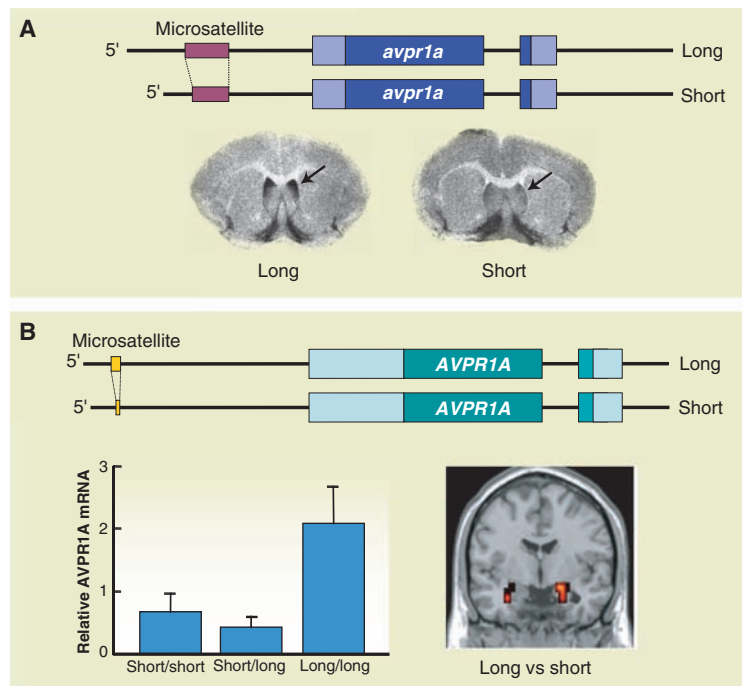 A
Microsatellite
5'
avpr1a
Long
5'
avpr1a
Short
Long
Short
B
Microsatellite
5'
AVPR1A
Long
5'
AVPR1A
Short
Relative AVPR1A mRNA
3
2
1
0
Short/short
Short/long
Long/long
Long vs short